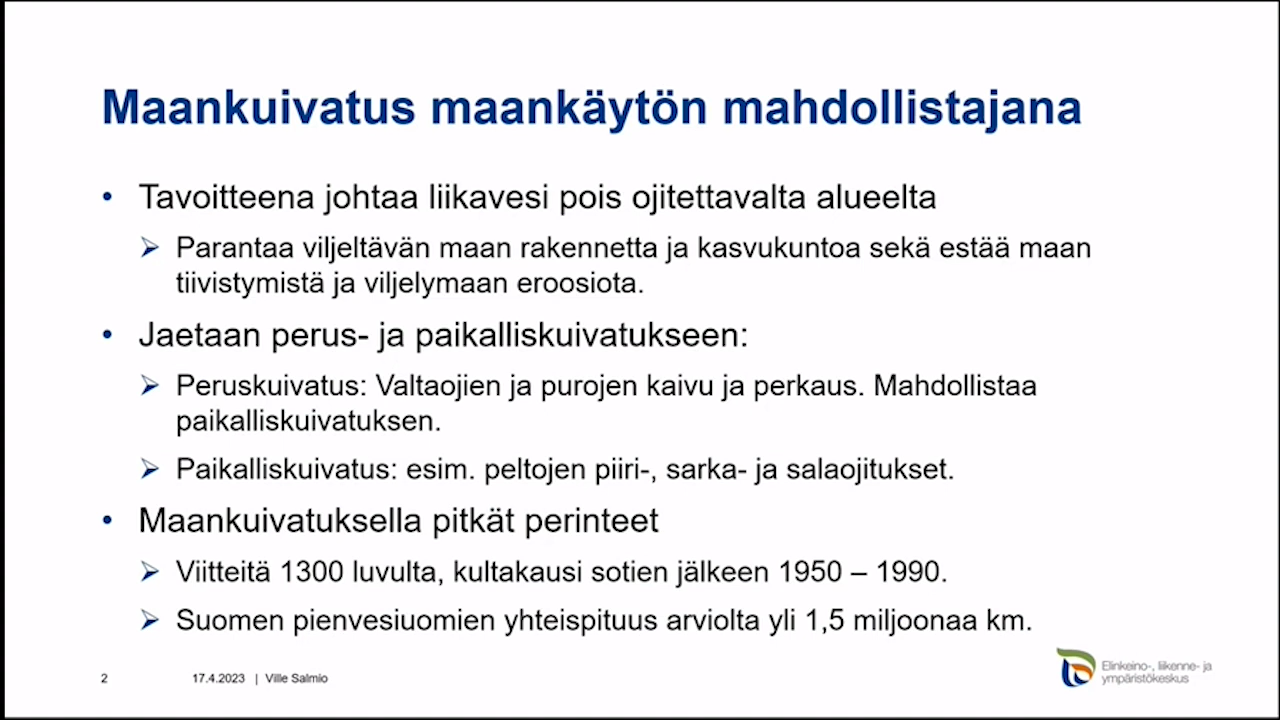 Maankuivatus maankäytön mahdollistajana
• Tavoitteena johtaa liikavesi pois ojitettavalta alueelta
➢ Parantaa viljeltävän maan rakennetta ja kasvukuntoa sekä estää maan
tiivistymistä ja viljelymaan eroosiota.
• Jaetaan perus- ja paikalliskuivatukseen:
➢ Peruskuivatus: Valtaojien ja purojen kaivu ja perkaus. Mahdollistaa
paikalliskuivatuksen.
➢ Paikalliskuivatus: esim. peltojen piiri-, sarka- ja salaojitukset.
• Maankuivatuksella pitkät perinteet
➢ Viitteitä 1300 luvulta, kultakausi sotien jälkeen 1950 – 1990.
➢ Suomen pienvesiuomien yhteispituus arviolta yli 1,5 miljoonaa km.
2 17.4.2023 | Ville Salmio
Elinkeino-, liikenne- ja
ympäristökeskus